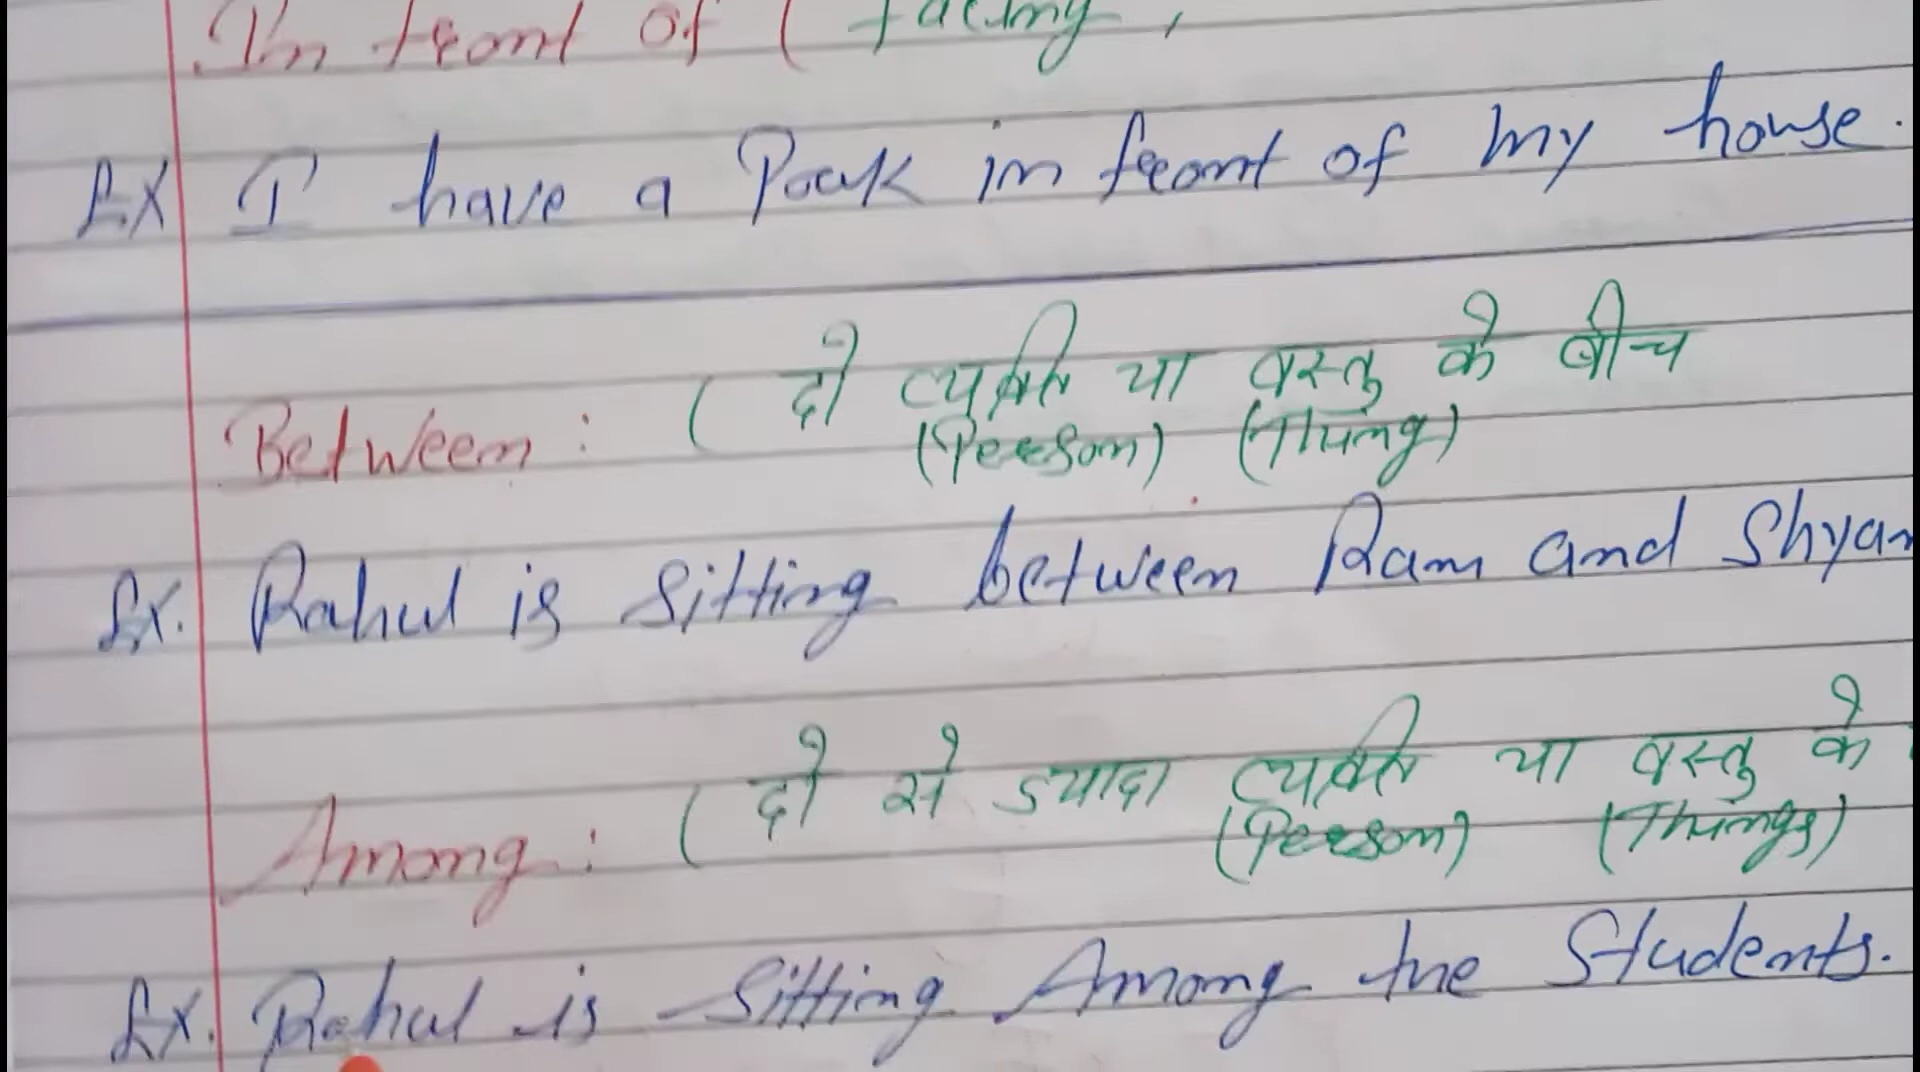 In front of ( facing,
Ex I have a Park in front of my house.
Between : ( दो व्यक्ति या वस्तु के बीच
(Person) (Thing)
Ex. Rahul is Sitting between Ram and Shyam
Among : ( दो से ज्यादा व्यक्ति या वस्तु के
(Person) (Things)
Ex. Rahul is Sitting Among the Students.